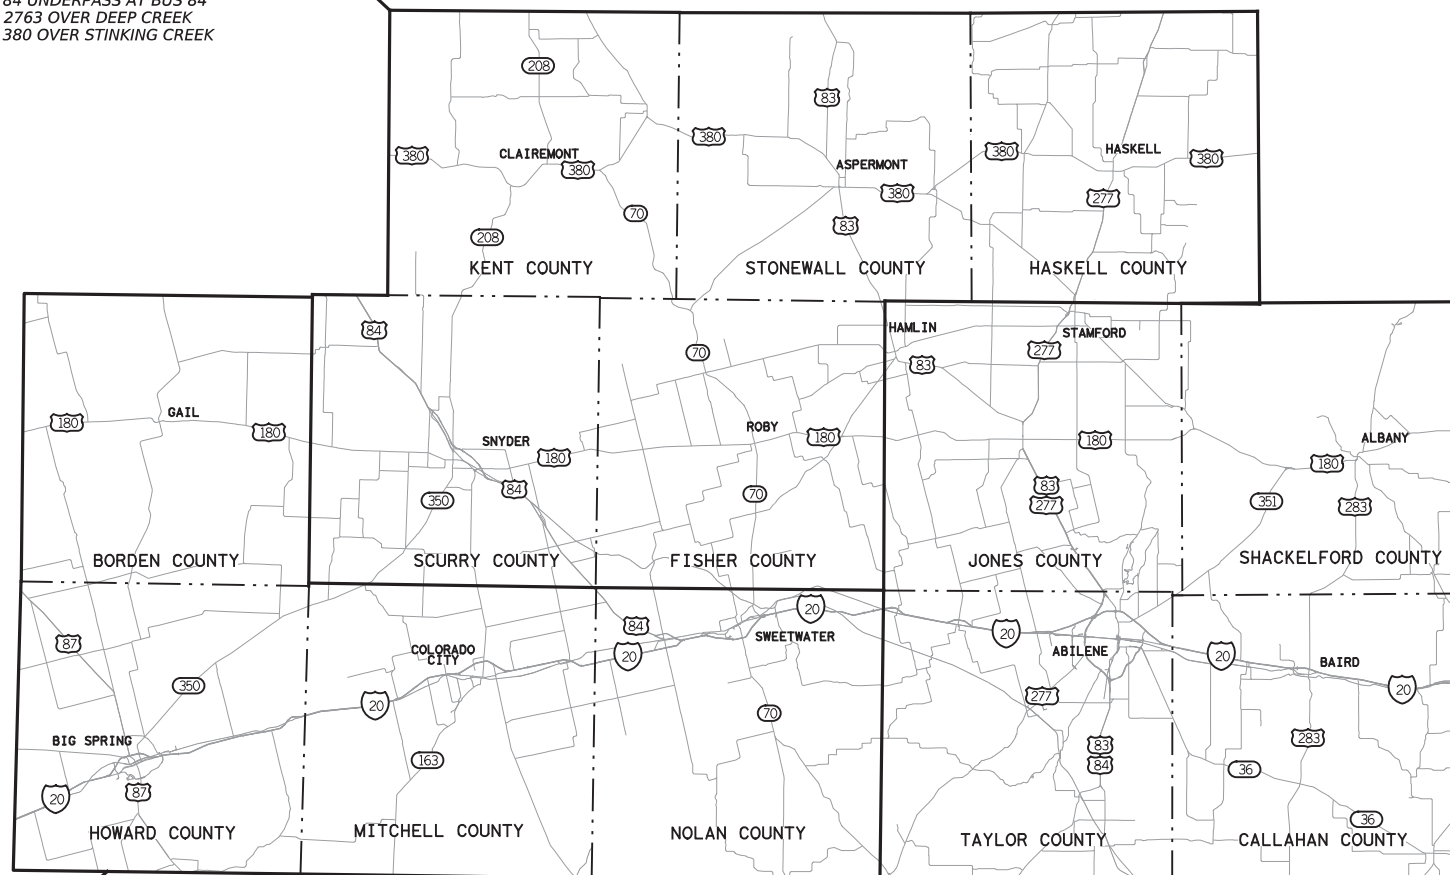 84 UNDERPASS AT BUS 84
2763 OVER DEEP CREEK
380 OVER STINKING CREEK
208
83
380
CLAIREMONT
380
380
ASPERMONT
380
HASKELL
380
380
277
70
208
83
KENT COUNTY
STONEWALL COUNTY
HASKELL COUNTY
84
HAMLIN
STAMFORD
70
277
83
GAIL
180
180
SNYDER
180
ROBY
180
180
ALBANY
180
350
84
70
83
277
351
283
BORDEN COUNTY
SCURRY COUNTY
FISHER COUNTY
JONES COUNTY
SHACKELFORD COUNTY
87
84
20
20
SWEETWATER
20
COLORADO
CITY
ABILENE
20
BAIRD
350
20
277
20
70
BIG SPRING
163
83
84
283
36
20
87
36
HOWARD COUNTY
MITCHELL COUNTY
NOLAN COUNTY
TAYLOR COUNTY
CALLAHAN COUNTY